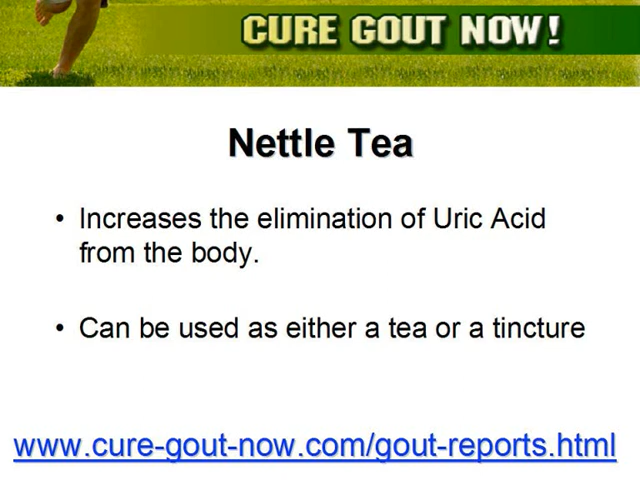 CURE GOUT NOW!
Nettle Tea
• Increases the elimination of Uric Acid
from the body.
• Can be used as either a tea or a tincture
www.cure-gout-now.com/gout-reports.html